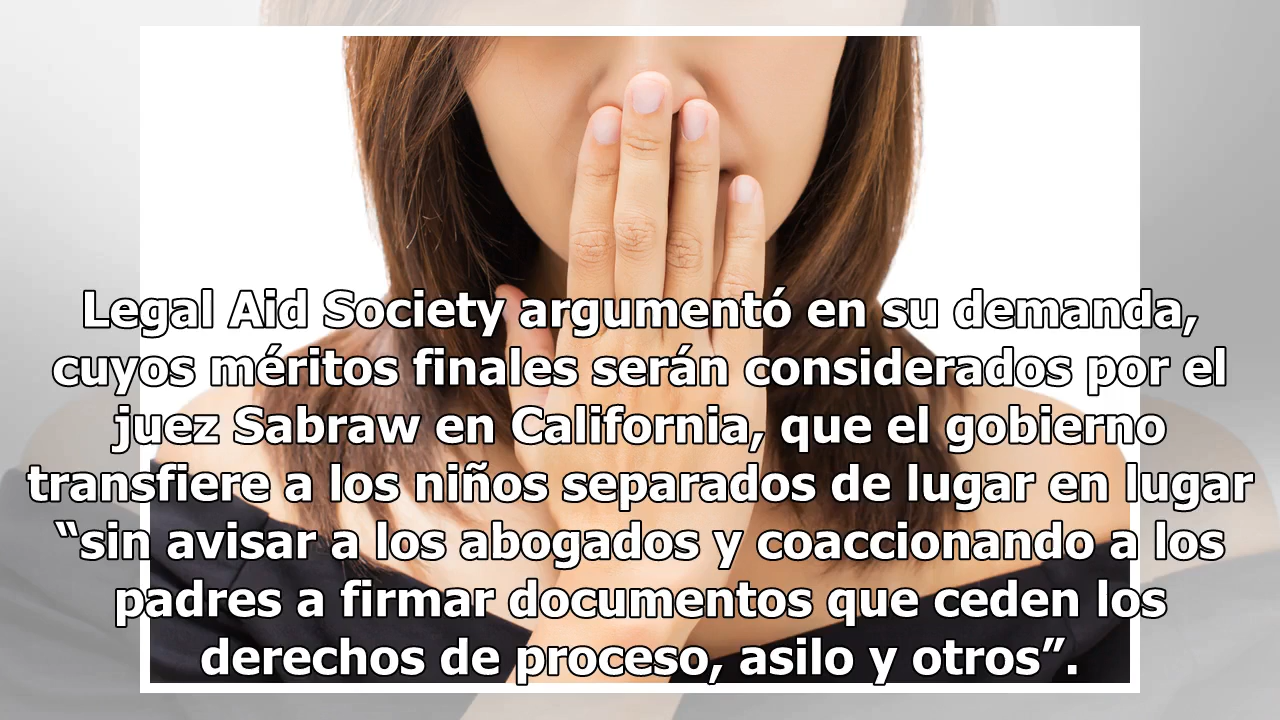 Legal Aid Society argumentó en su demanda,
cuyos méritos finales serán considerados por el
juez Sabraw en California, que el gobierno
transfiere a los niños separados de lugar en lugar
“sin avisar a los abogados y coaccionando a los
padres a firmar documentos que ceden los
derechos de proceso, asilo y otros”.